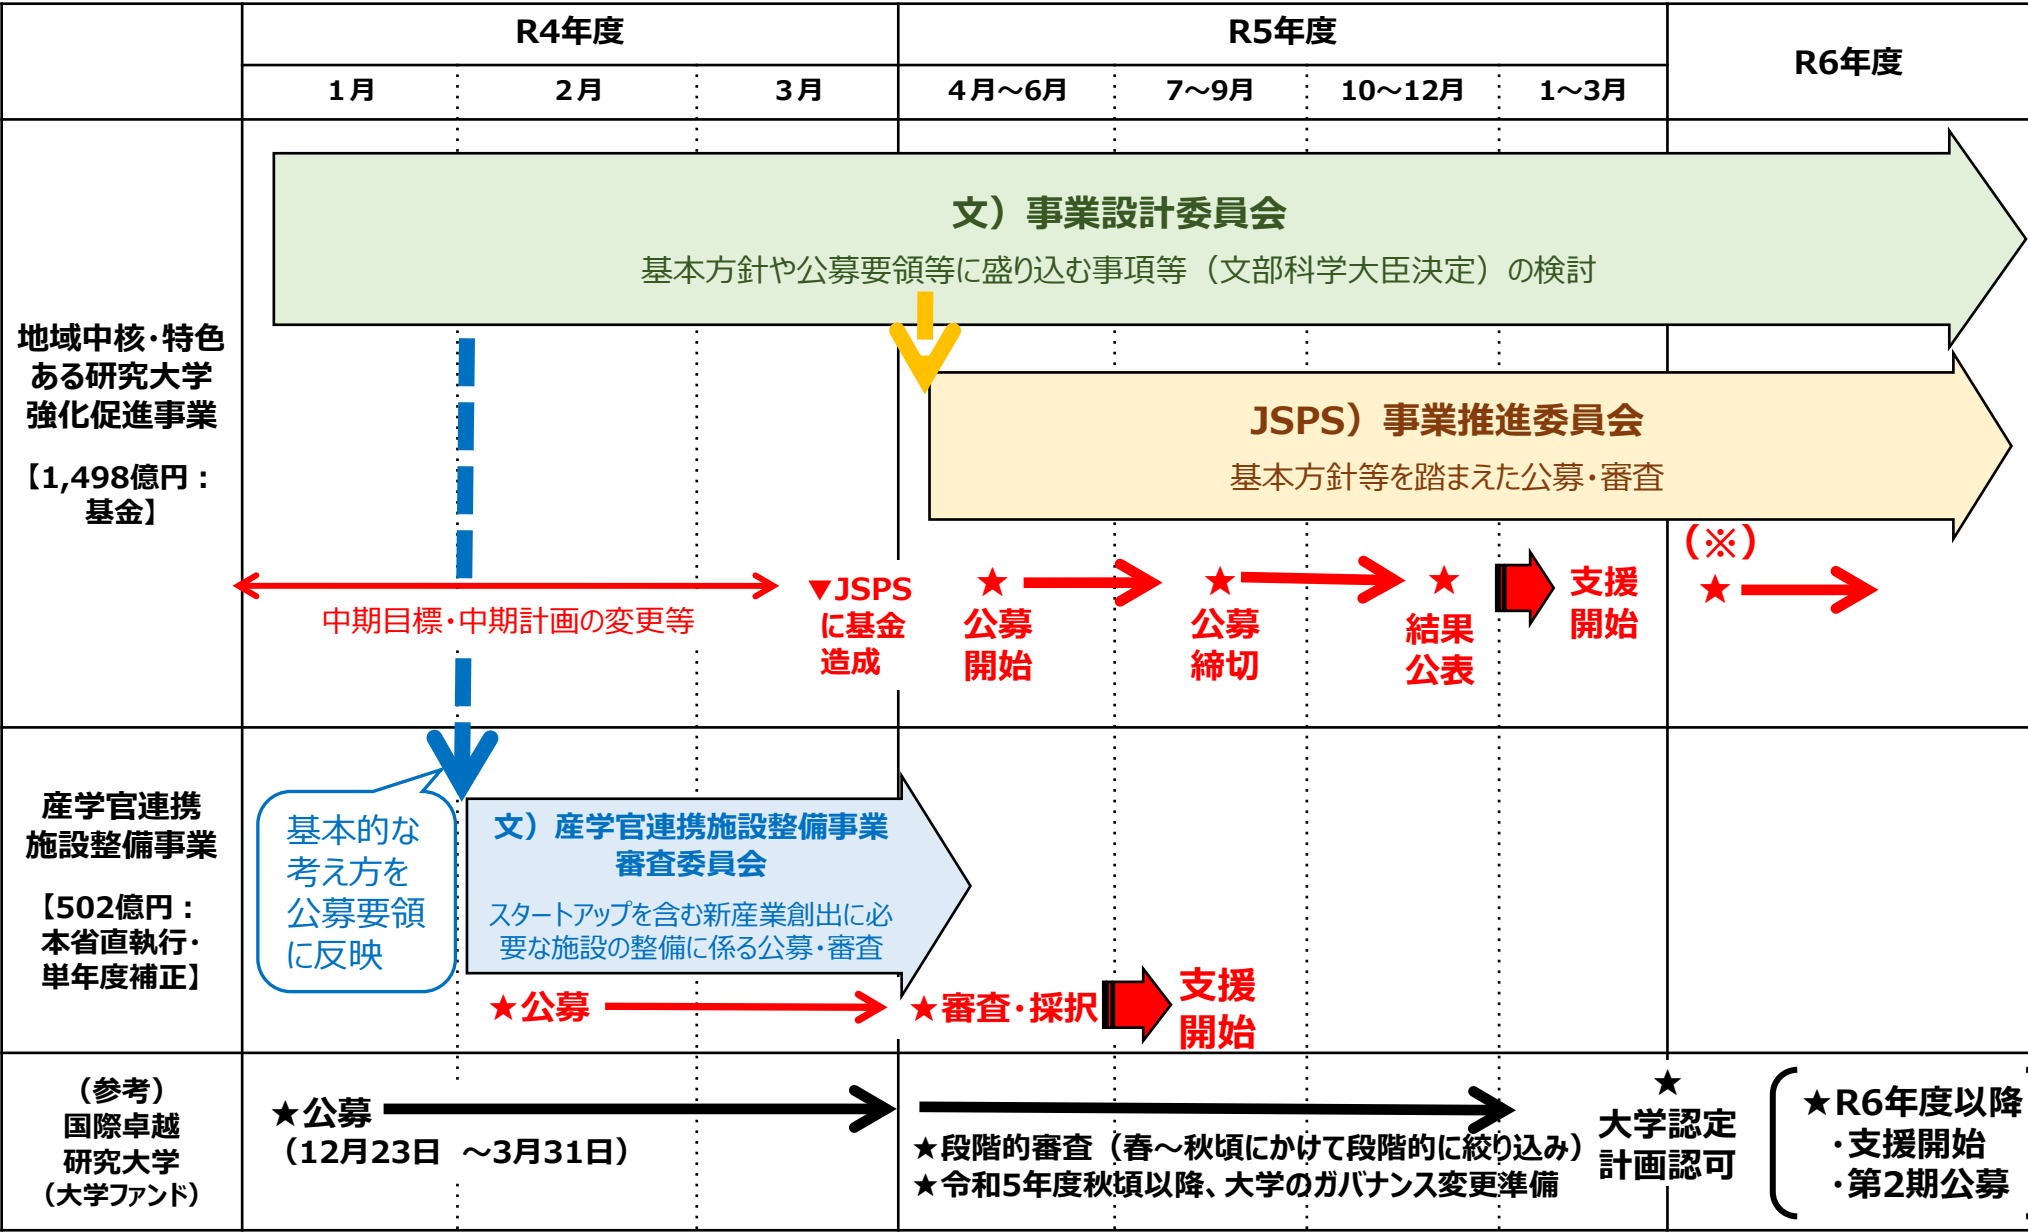 R4年度
R5年度
R6年度
1月
2月
3月
4月～6月
7～9月
10～12月
1～3月
地域中核・特色
ある研究大学
強化促進事業
【1,498億円：
基金】
文）事業設計委員会
基本方針や公募要領等に盛り込む事項等（文部科学大臣決定）の検討
JSPS）事業推進委員会
基本方針等を踏まえた公募・審査
中期目標・中期計画の変更等
▼JSPS
に基金
造成
★
公募
開始
★
公募
締切
★
結果
公表
支援
開始
（※）
★
産学官連携
施設整備事業
【502億円：
本省直執行・
単年度補正】
基本的な
考え方を
公募要領
に反映
文）産学官連携施設整備事業
審査委員会
スタートアップを含む新産業創出に必
要な施設の整備に係る公募・審査
★公募
★審査・採択
支援
開始
（参考）
国際卓越
研究大学
（大学ファンド）
★公募
（12月23日 ～3月31日）
★段階的審査（春～秋頃にかけて段階的に絞り込み）
★令和5年度秋頃以降、大学のガバナンス変更準備
★
大学認定
計画認可
★R6年度以降
・支援開始
・第2期公募